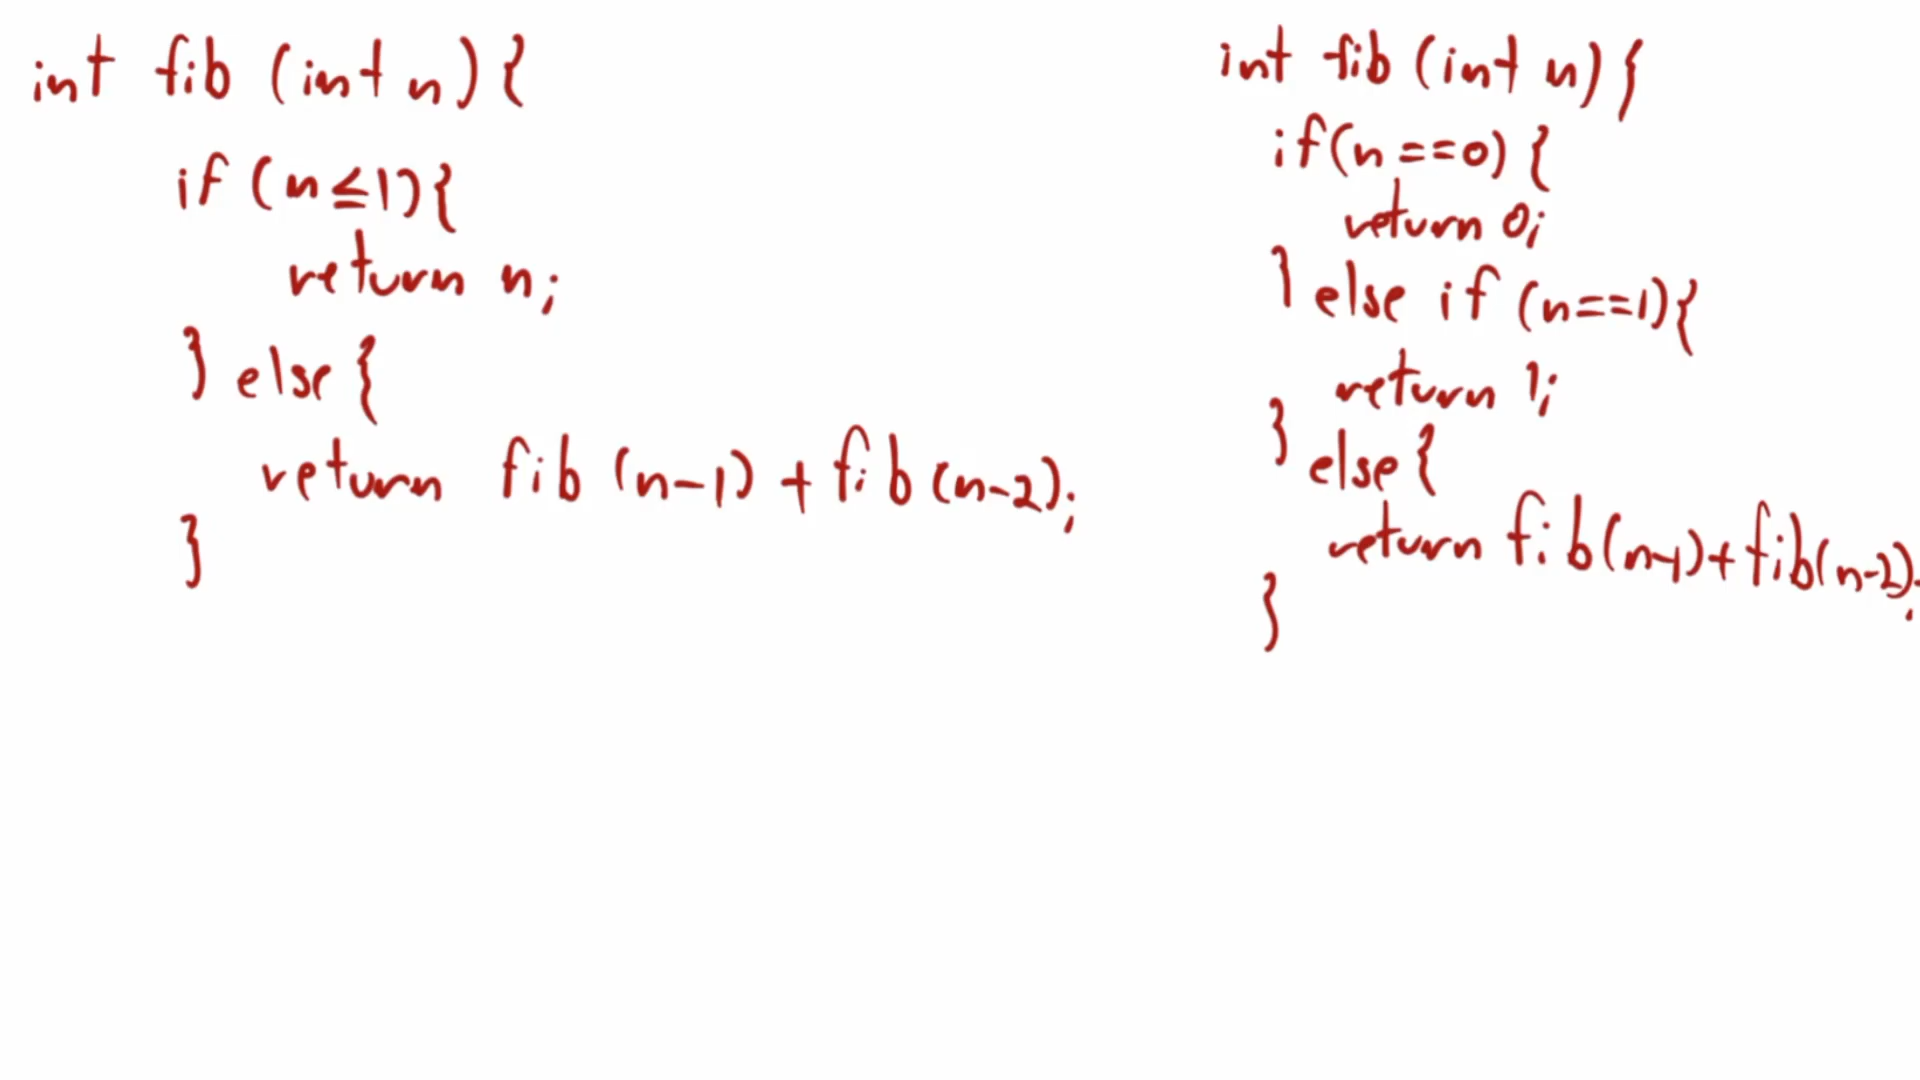 int fib (int n) {
if (n ≤ 1) {
return n;
} else {
return fib (n-1) + fib (n-2);
}
int fib (int n) {
if (n == 0) {
return 0;
} else if (n == 1) {
return 1;
} else {
return fib(n-1) + fib(n-2);
}